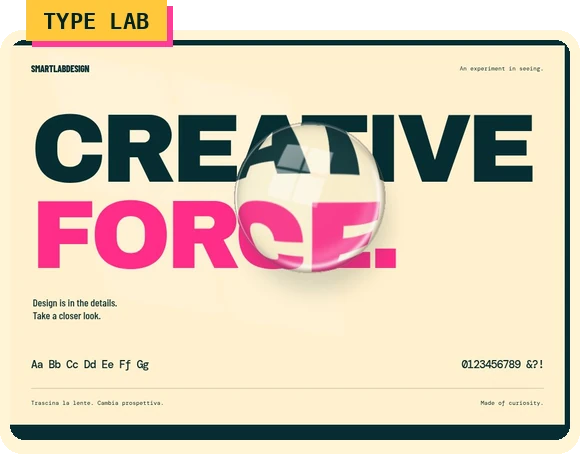 TYPE LAB
SMARTLABDESIGN
An experiment in seeing.
CREATIVE
FORCE.
Design is in the details.
Take a closer look.
Aa Bb Cc Dd Ee Ff Gg
0123456789 &?!
Trascina la lente. Cambia prospettiva.
Made of curiosity.